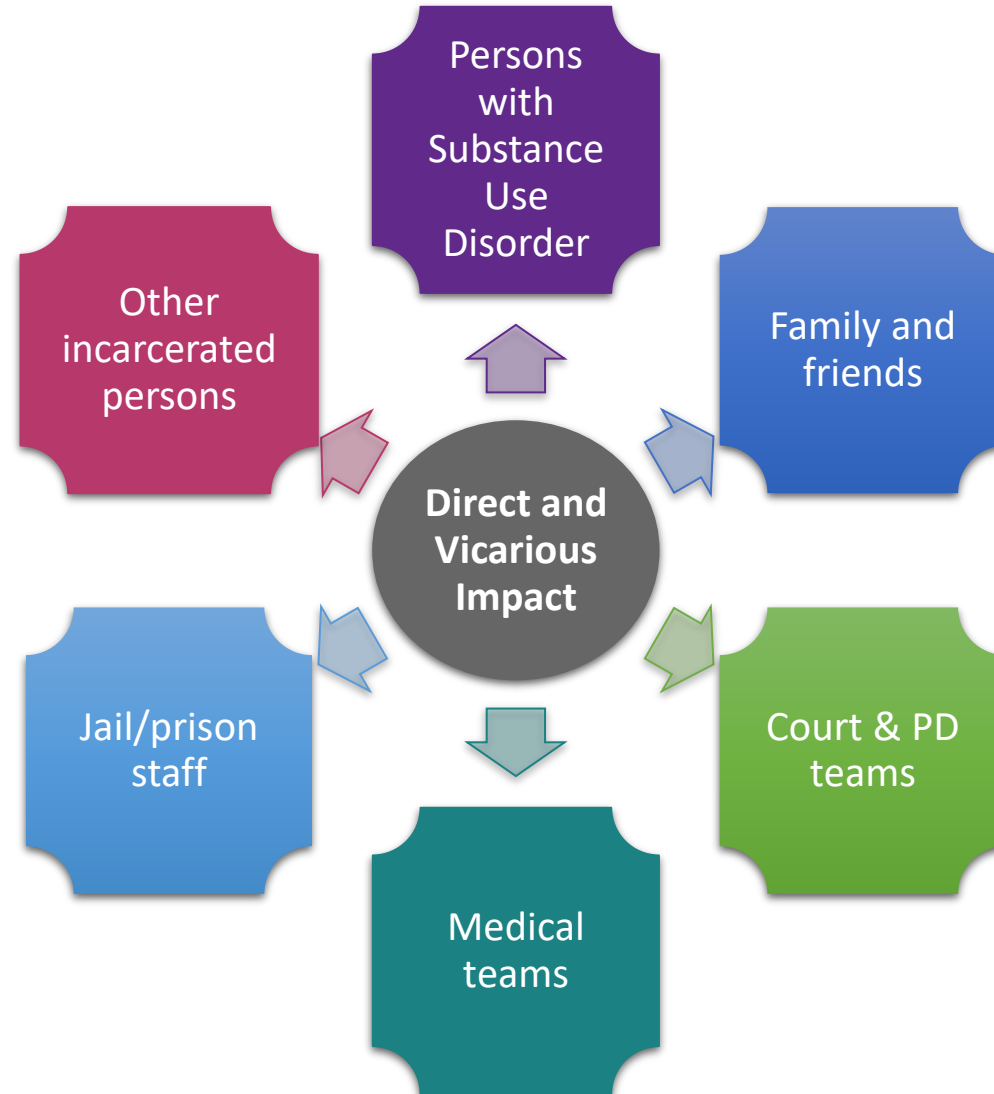 Persons
with
Substance
Use
Disorder
Family and
friends
Court & PD
teams
Medical
teams
Jail/prison
staff
Other
incarcerated
persons
Direct and
Vicarious
Impact